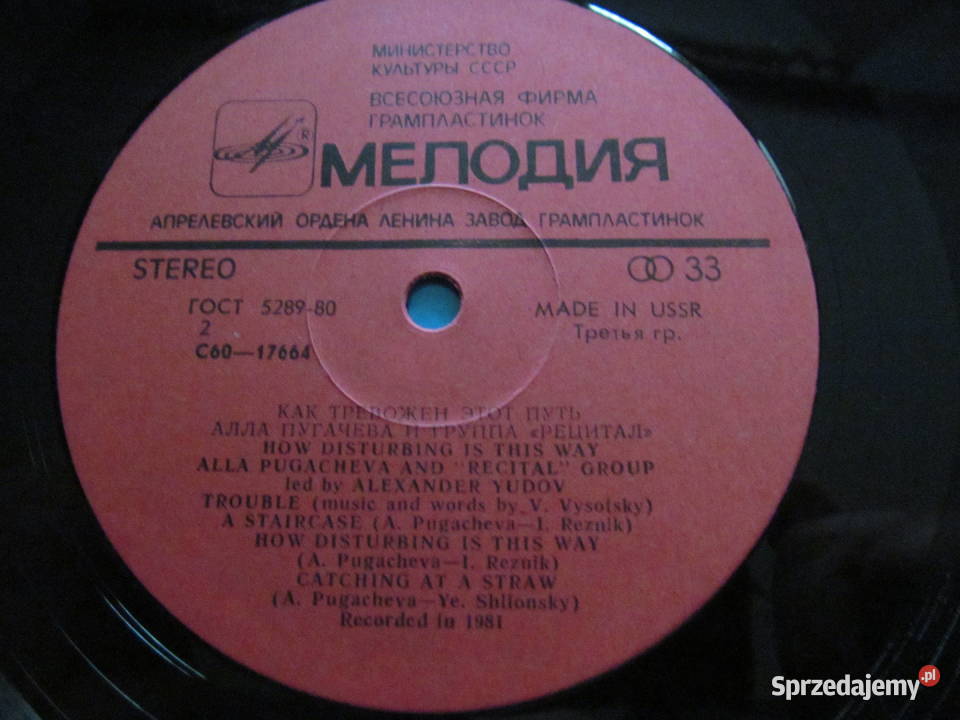 МИНИСТЕРСТВО
КУЛЬТУРЫ СССР
ВСЕСОЮЗНАЯ ФИРМА
ГРАМПЛАСТИНОК
®
МЕЛОДИЯ
АПРЕЛЕВСКИЙ ОРДЕНА ЛЕНИНА ЗАВОД ГРАМПЛАСТИНОК
STEREO 33
ГОСТ 5289-80 MADE IN USSR
2 Третья гр.
С60—17664
КАК ТРЕВОЖЕН ЭТОТ ПУТЬ
АЛЛА ПУГАЧЕВА И ГРУППА «РЕЦИТАЛ»
HOW DISTURBING IS THIS WAY
ALLA PUGACHEVA AND "RECITAL" GROUP
led by ALEXANDER YUDOV
TROUBLE (music and words by V. Vysotsky)
A STAIRCASE (A. Pugacheva—I. Reznik)
HOW DISTURBING IS THIS WAY
(A. Pugacheva—I. Reznik)
CATCHING AT A STRAW
(A. Pugacheva—Ye. Shlionsky)
Recorded in 1981
Sprzedajemy.pl